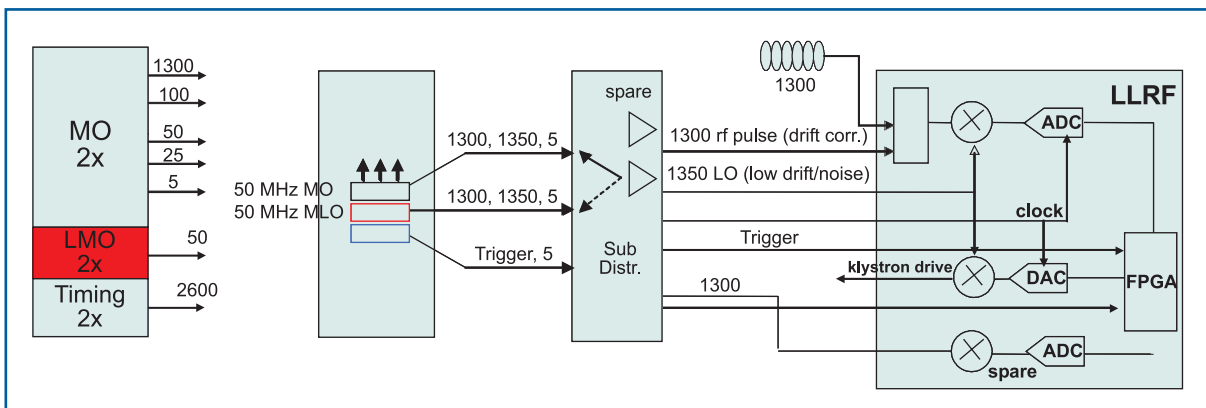 1300
100
MO
2x
50
25
5
LMO
2x
50
Timing
2x
2600
50 MHz MO
50 MHz MLO
1300, 1350, 5
1300, 1350, 5
Trigger, 5
spare
Sub
Distr.
1300
1300 rf pulse (drift corr.)
1350 LO (low drift/noise)
Trigger
klystron drive
1300
LLRF
ADC
clock
DAC
FPGA
ADC
spare